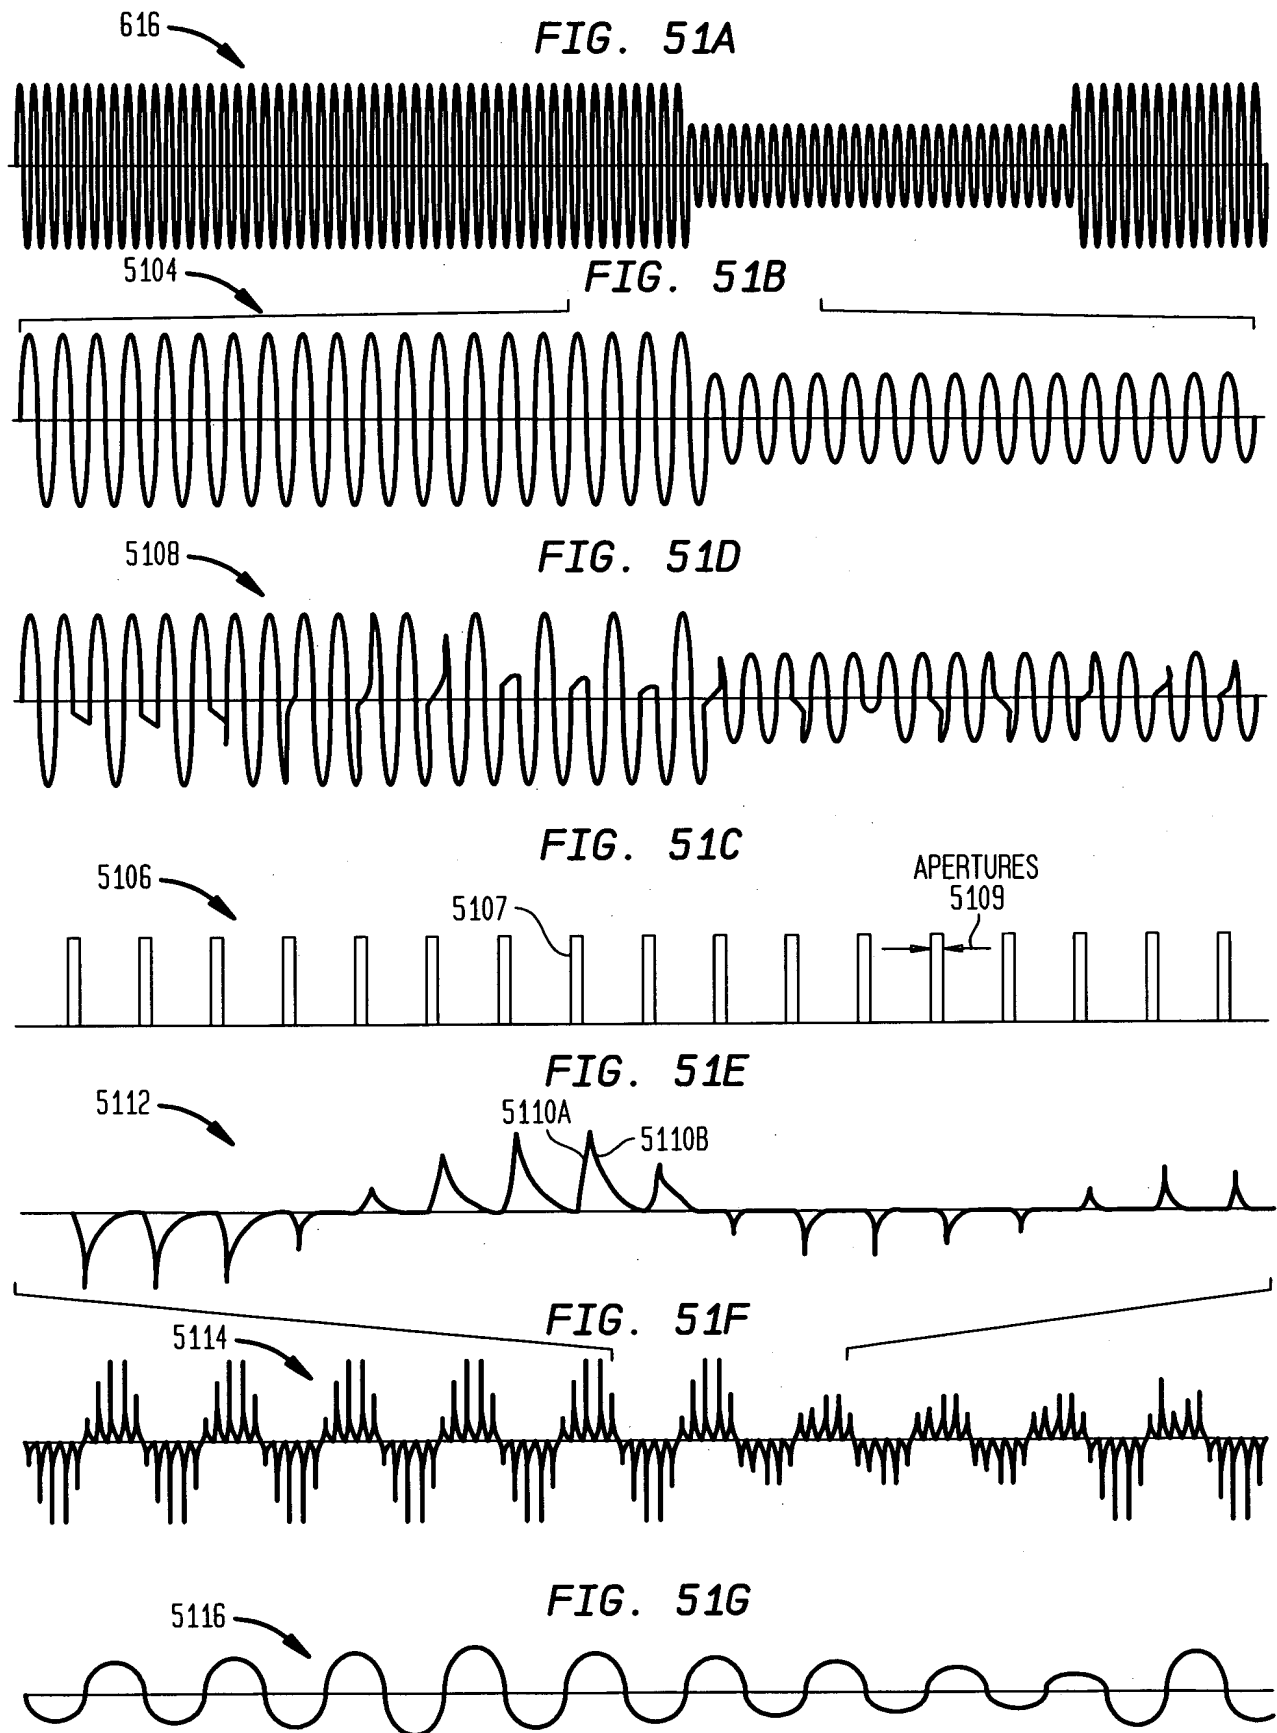 616
FIG. 51A
5104
FIG. 51B
5108
FIG. 51D
FIG. 51C
5106
5107
APERTURES
5109
FIG. 51E
5112
5110A
5110B
FIG. 51F
5114
FIG. 51G
5116